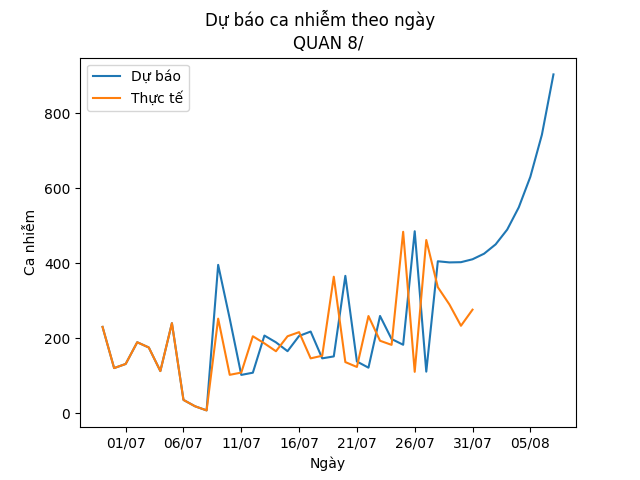 Dự báo ca nhiễm theo ngày
QUAN 8/
Dự báo
Thực tế
800
600
400
200
0
Ca nhiễm
01/07 06/07 11/07 16/07 21/07 26/07 31/07 05/08
Ngày